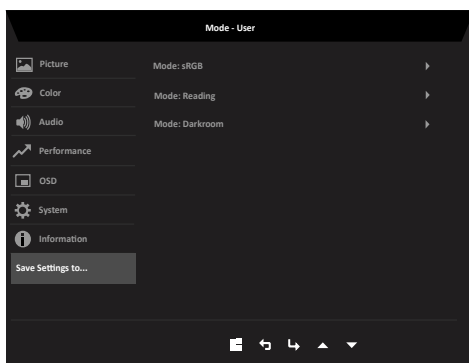 Mode - User
Picture
Color
Audio
Performance
OSD
System
Information
Save Settings to...
Mode: sRGB
Mode: Reading
Mode: Darkroom